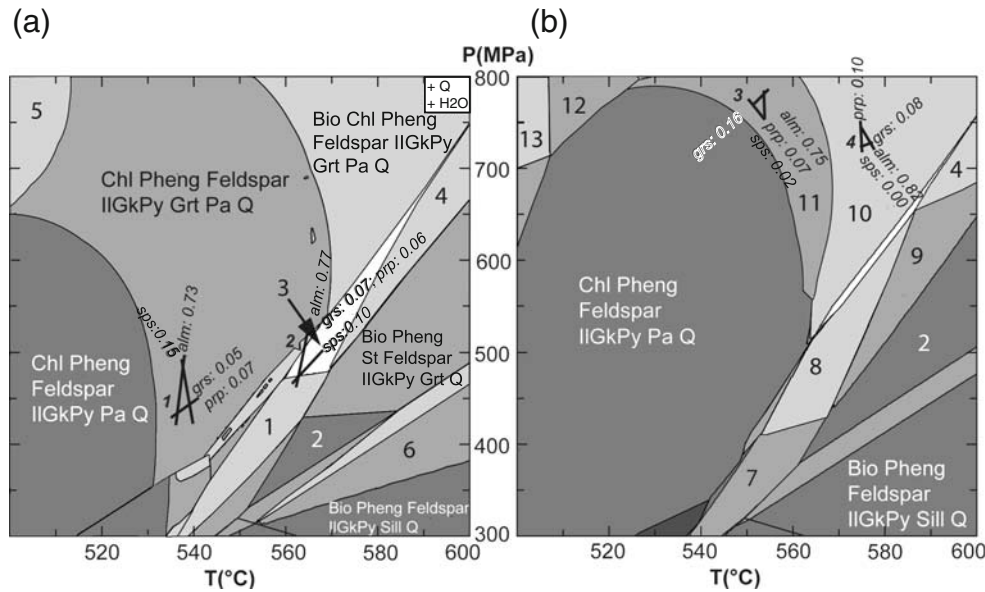 (a)
(b)
P(MPa)
+ Q
+ H2O
5
Bio Chl Pheng
Feldspar IIGkPy
Grt Pa Q
Chl Pheng Feldspar
IIGkPy Grt Pa Q
4
3
alm: 0.77
grs: 0.07; prp: 0.06
sps:0.10
2
sps:0.15
alm: 0.73
grs: 0.05
prp: 0.07
1
Chl Pheng
Feldspar
IIGkPy Pa Q
Bio Pheng
St Feldspar
IIGkPy Grt Q
1
2
6
Bio Pheng Feldspar
IIGkPy Sill Q
520
540
560
580
600
T(°C)
800
700
600
500
400
300
12
13
3
grs: 0.16
sps: 0.02
prp: 0.07
alm: 0.75
11
prp: 0.10
4
grs: 0.08
alm: 0.82
sps: 0.00
10
4
9
Chl Pheng
Feldspar
IIGkPy Pa Q
2
8
7
Bio Pheng
Feldspar
IIGkPy Sill Q
520
540
560
580
600
T(°C)